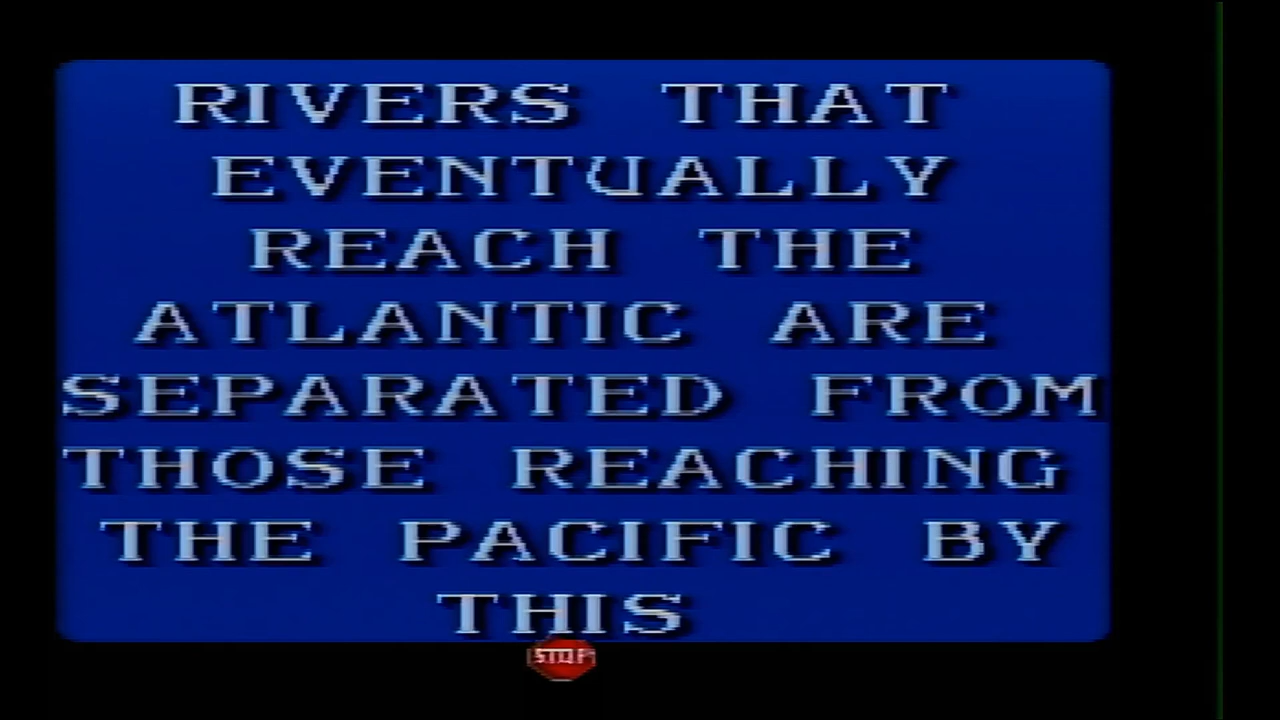 RIVERS THAT
EVENTUALLY
REACH THE
ATLANTIC ARE
SEPARATED FROM
THOSE REACHING
THE PACIFIC BY
THIS
STOP